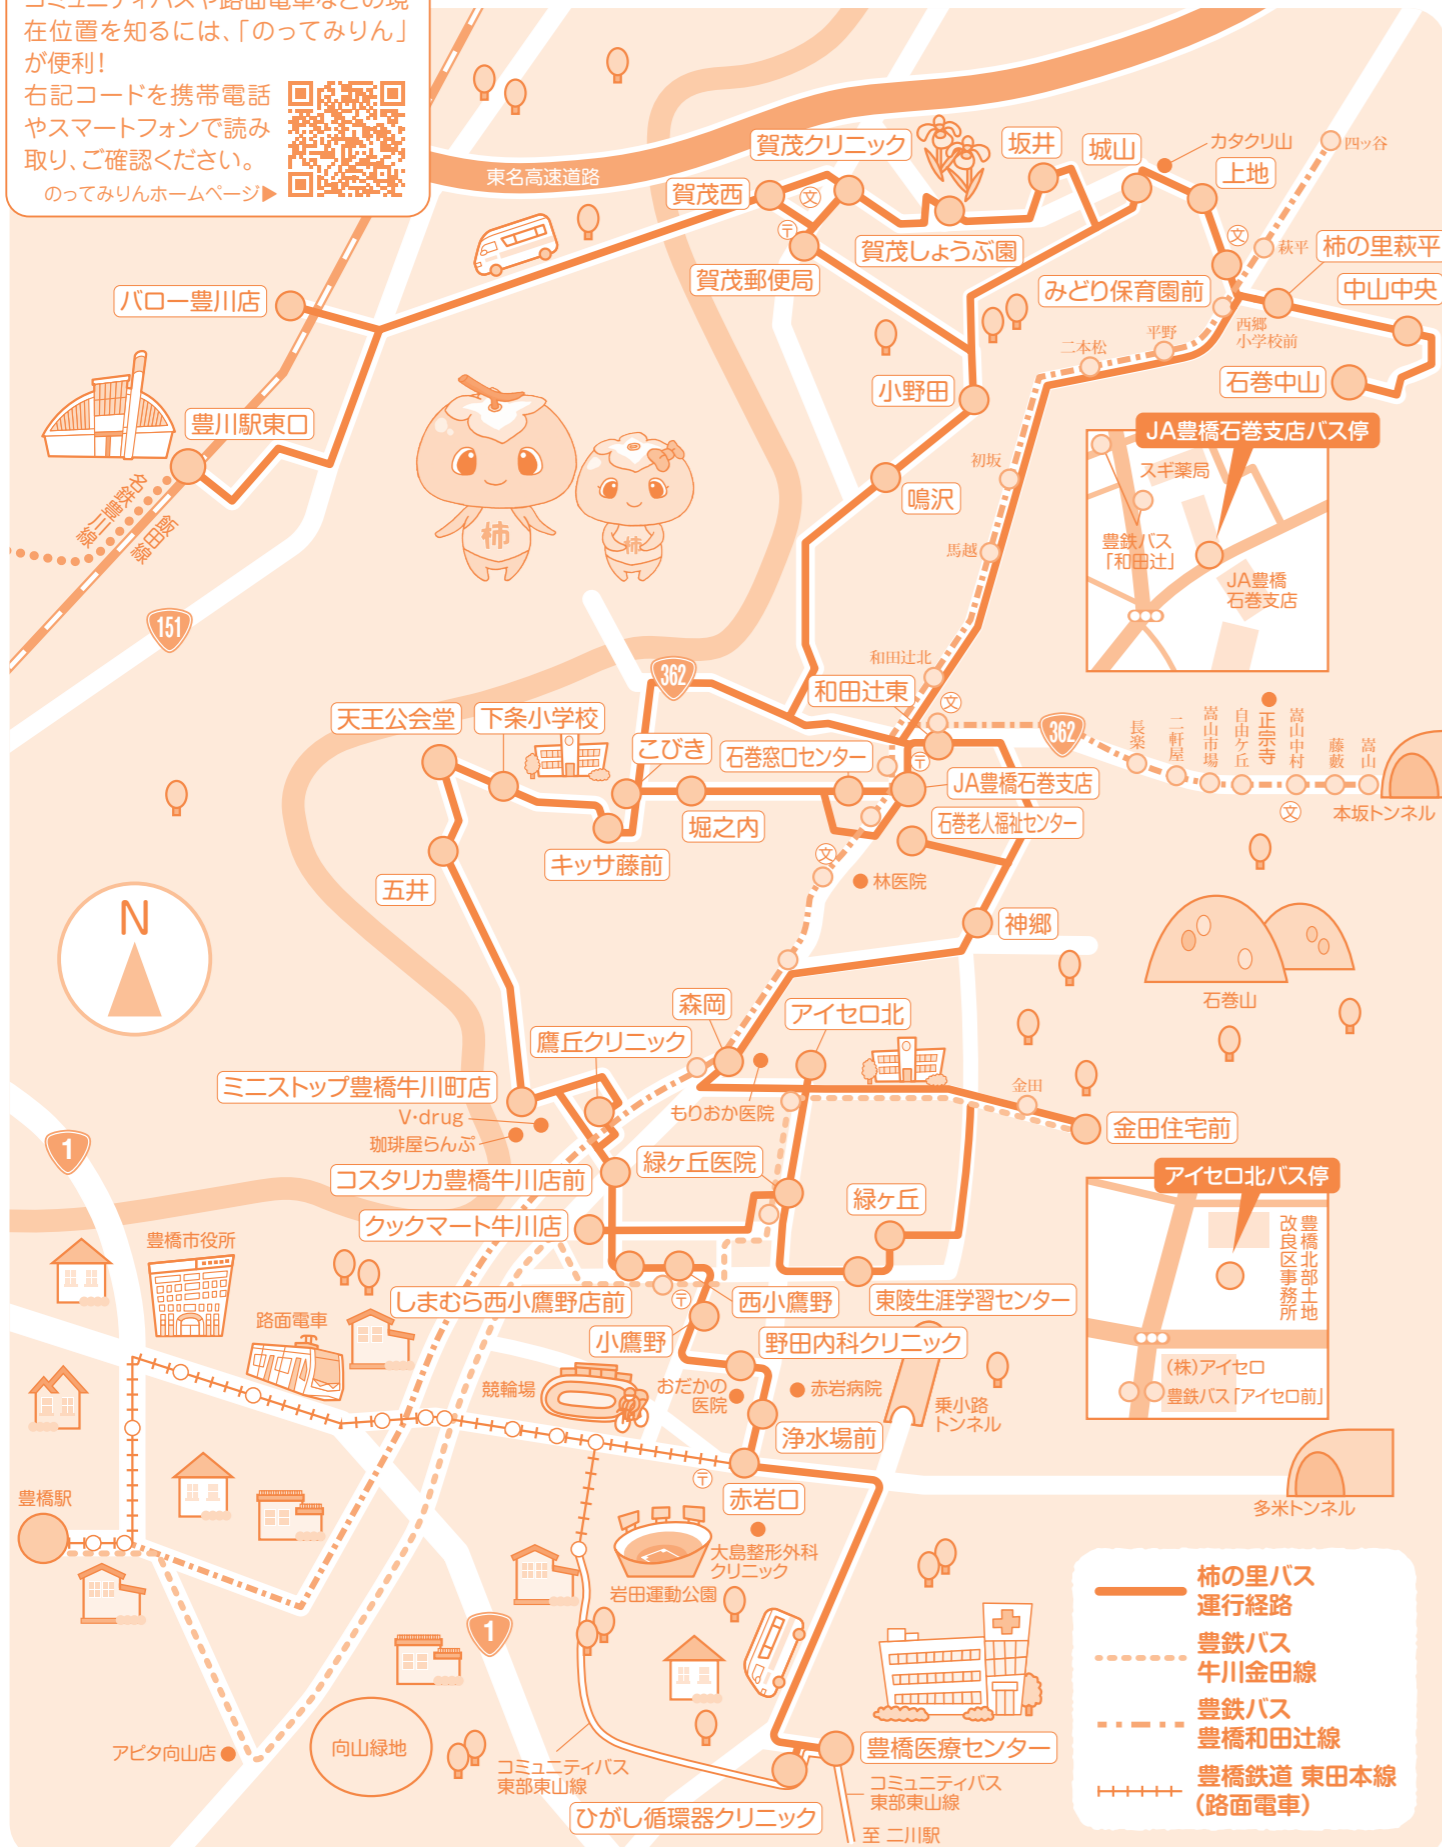 コミュニティバスや路面電車などの現
在位置を知るには、「のってみりん」
が便利！
右記コードを携帯電話
やスマートフォンで読み
取り、ご確認ください。
のってみりんホームページ▶
東名高速道路
賀茂クリニック
坂井
城山
カタクリ山
四ッ谷
上地
賀茂西
文
〒
賀茂しょうぶ園
賀茂郵便局
文
萩平
柿の里萩平
みどり保育園前
中山中央
バロー豊川店
西郷
小学校前
平野
二本松
石巻中山
小野田
豊川駅東口
JA豊橋石巻支店バス停
スギ薬局
豊鉄バス
「和田辻」
JA豊橋
石巻支店
初坂
鳴沢
名鉄豊川線
飯田線
柿
柿
馬越
151
和田辻北
362
和田辻東
文
天王公会堂
下条小学校
こびき
石巻窓口センター
〒
362
長楽
二軒屋
嵩山市場
自由ケ丘
正宗寺
嵩山中村
藤藪
嵩山
文
本坂トンネル
JA豊橋石巻支店
堀之内
石巻老人福祉センター
キッサ藤前
文
林医院
五井
神郷
N
石巻山
森岡
アイセロ北
鷹丘クリニック
ミニストップ豊橋牛川町店
V・drug
珈琲屋らんぷ
もりおか医院
金田
金田住宅前
1
コスタリカ豊橋牛川店前
緑ヶ丘医院
緑ヶ丘
クックマート牛川店
アイセロ北バス停
豊橋北部土地
改良区事務所
(株)アイセロ
豊鉄バス「アイセロ前」
豊橋市役所
しまむら西小鷹野店前
〒
西小鷹野
東陵生涯学習センター
路面電車
小鷹野
野田内科クリニック
競輪場
おだかの
医院
赤岩病院
乗小路
トンネル
浄水場前
〒
赤岩口
豊橋駅
多米トンネル
大島整形外科
クリニック
岩田運動公園
1
柿の里バス
運行経路
豊鉄バス
牛川金田線
豊鉄バス
豊橋和田辻線
豊橋鉄道 東田本線
(路面電車)
アピタ向山店
向山緑地
コミュニティバス
東部東山線
豊橋医療センター
コミュニティバス
東部東山線
ひがし循環器クリニック
至 二川駅